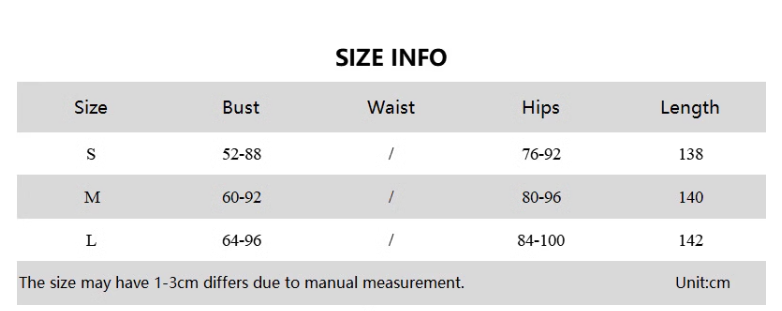 SIZE INFO
Size Bust Waist Hips Length
S 52-88 / 76-92 138
M 60-92 / 80-96 140
L 64-96 / 84-100 142
The size may have 1-3cm differs due to manual measurement. Unit:cm